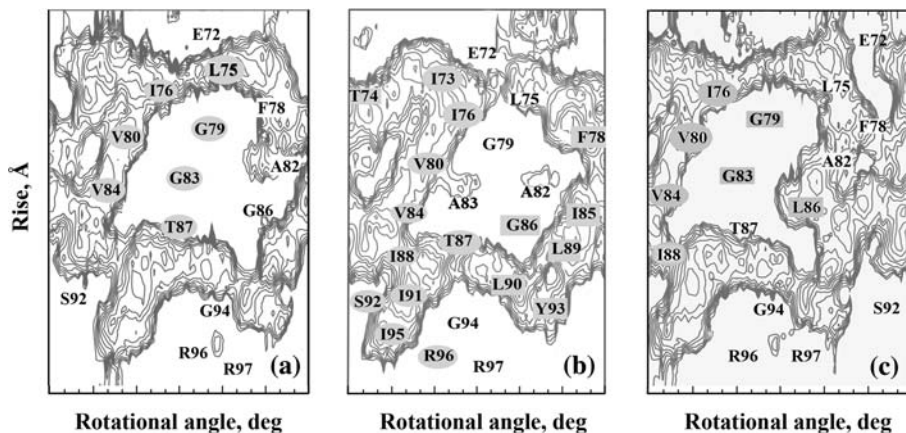 Rise, Å
E72
L75
I76
F78
G79
V80
A82
G83
V84
G86
T87
S92
G94
R96
R97
(a)
Rotational angle, deg
E72
I73
T74
L75
I76
F78
G79
V80
A82
A83
V84
I85
G86
T87
L89
I88
L90
S92
I91
Y93
G94
I95
R96
R97
(b)
Rotational angle, deg
E72
L75
I76
G79
F78
V80
A82
G83
V84
L86
T87
I88
G94
S92
R96
R97
(c)
Rotational angle, deg